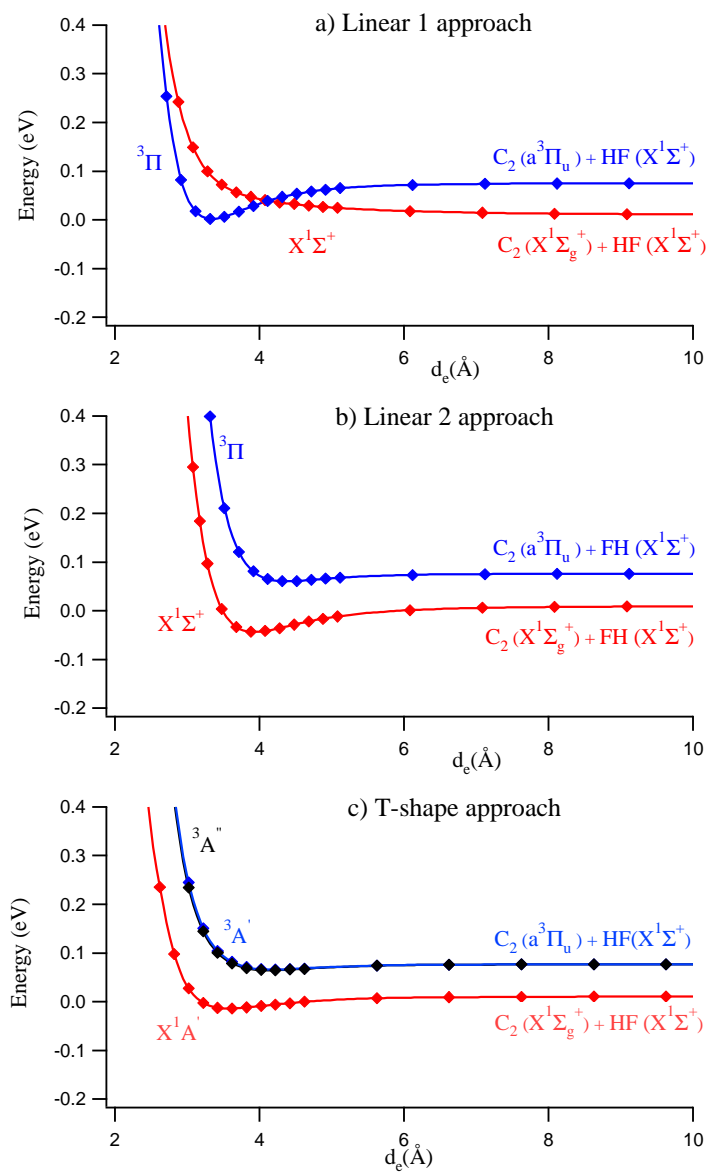 a) Linear 1 approach
0.4
0.3
0.2
0.1
0.0
-0.1
-0.2
Energy (eV)
³Π
C₂ (a³Πᵤ) + HF (X¹Σ⁺)
X¹Σ⁺
C₂ (X¹Σg⁺) + HF (X¹Σ⁺)
2 4 6 8 10
dₑ(Å)
b) Linear 2 approach
0.4
0.3
0.2
0.1
0.0
-0.1
-0.2
Energy (eV)
³Π
C₂ (a³Πᵤ) + FH (X¹Σ⁺)
X¹Σ⁺
C₂ (X¹Σg⁺) + FH (X¹Σ⁺)
2 4 6 8 10
dₑ(Å)
c) T-shape approach
0.4
0.3
0.2
0.1
0.0
-0.1
-0.2
Energy (eV)
³A"
³A'
C₂ (a³Πᵤ) + HF(X¹Σ⁺)
X¹A'
C₂ (X¹Σg⁺) + HF (X¹Σ⁺)
2 4 6 8 10
dₑ(Å)